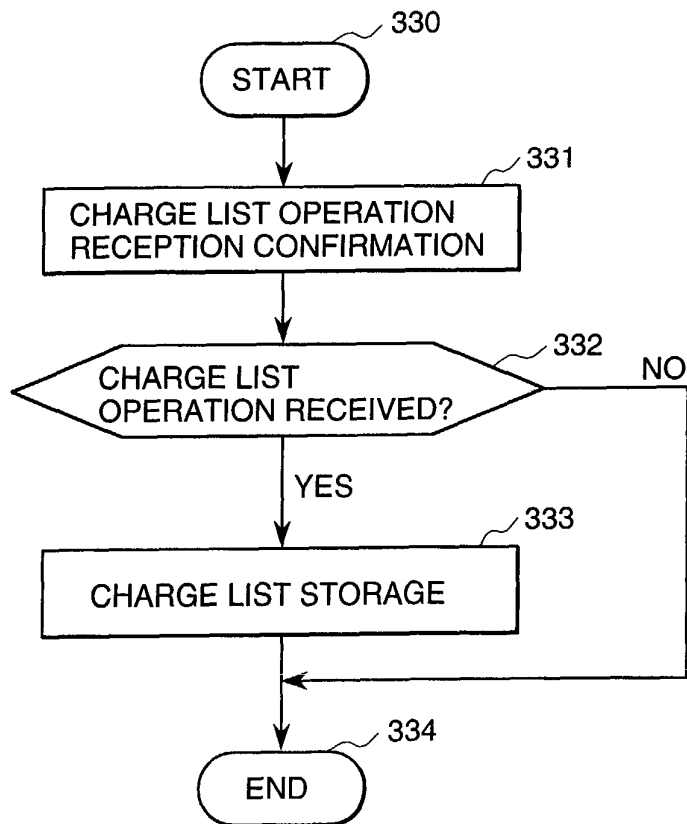 330
START
331
CHARGE LIST OPERATION
RECEPTION CONFIRMATION
332
NO
CHARGE LIST
OPERATION RECEIVED?
YES
333
CHARGE LIST STORAGE
334
END